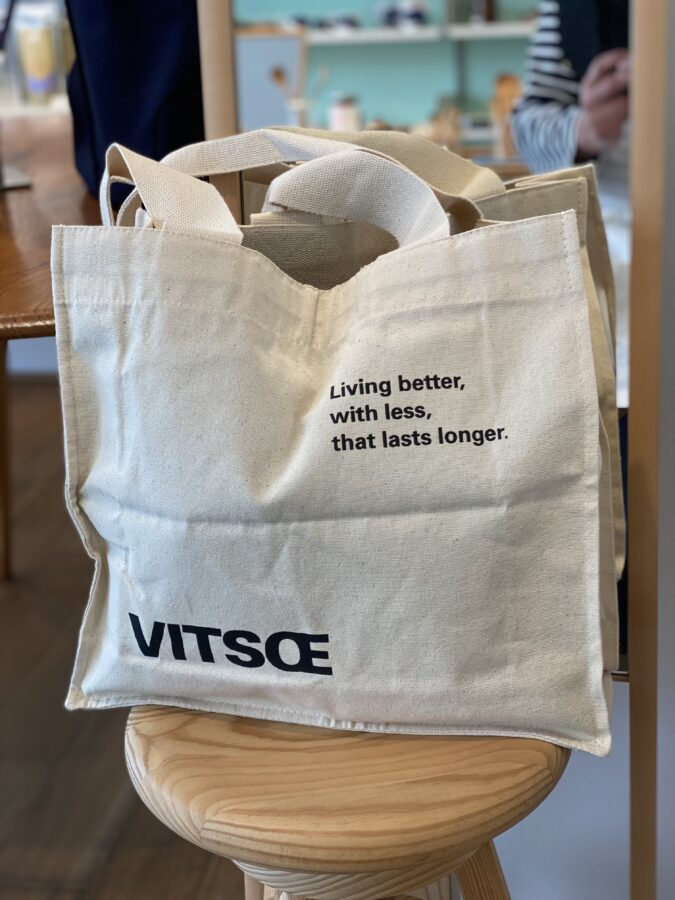 Living better,
with less,
that lasts longer.
VITSŒ